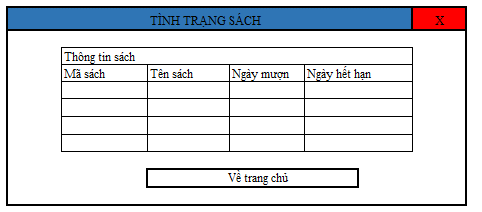 TÌNH TRẠNG SÁCH X
Thông tin sách
Mã sách Tên sách Ngày mượn Ngày hết hạn
Về trang chủ